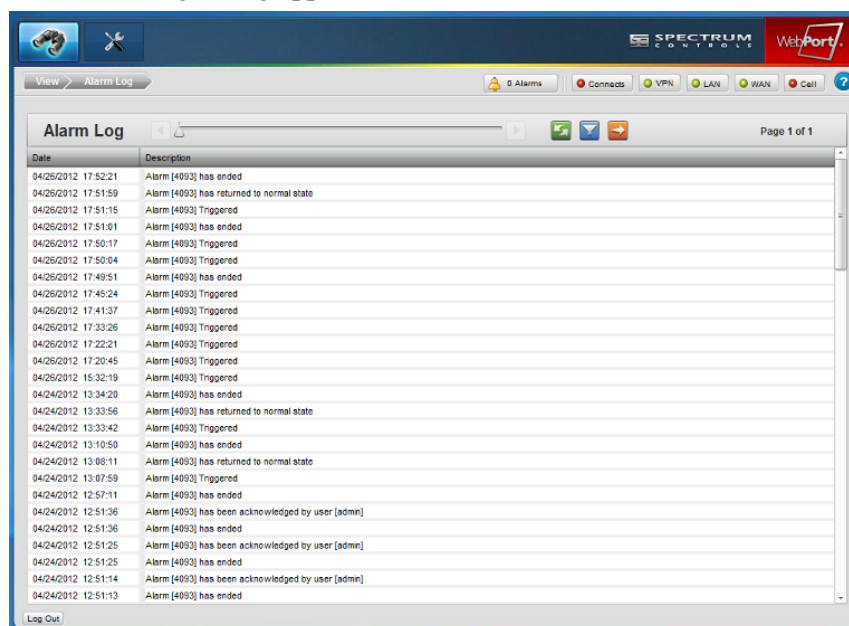 SPECTRUM
CONTROLS
WebPort.
View
Alarm Log
0 Alarms
Connects
VPN
LAN
WAN
Cell
?
Alarm Log
Page 1 of 1
Date Description
04/26/2012 17:52:21 Alarm [4093] has ended
04/26/2012 17:51:59 Alarm [4093] has returned to normal state
04/26/2012 17:51:15 Alarm [4093] Triggered
04/26/2012 17:51:01 Alarm [4093] has ended
04/26/2012 17:50:17 Alarm [4093] Triggered
04/26/2012 17:50:04 Alarm [4093] Triggered
04/26/2012 17:49:51 Alarm [4093] has ended
04/26/2012 17:45:24 Alarm [4093] Triggered
04/26/2012 17:41:37 Alarm [4093] Triggered
04/26/2012 17:33:26 Alarm [4093] Triggered
04/26/2012 17:22:21 Alarm [4093] Triggered
04/26/2012 17:20:45 Alarm [4093] Triggered
04/26/2012 15:32:19 Alarm [4093] Triggered
04/24/2012 13:34:20 Alarm [4093] has ended
04/24/2012 13:33:56 Alarm [4093] has returned to normal state
04/24/2012 13:33:42 Alarm [4093] Triggered
04/24/2012 13:10:50 Alarm [4093] has ended
04/24/2012 13:08:11 Alarm [4093] has returned to normal state
04/24/2012 13:07:59 Alarm [4093] Triggered
04/24/2012 12:57:11 Alarm [4093] has ended
04/24/2012 12:51:36 Alarm [4093] has been acknowledged by user [admin]
04/24/2012 12:51:36 Alarm [4093] has ended
04/24/2012 12:51:25 Alarm [4093] has been acknowledged by user [admin]
04/24/2012 12:51:25 Alarm [4093] has ended
04/24/2012 12:51:14 Alarm [4093] has been acknowledged by user [admin]
04/24/2012 12:51:13 Alarm [4093] has ended
Log Out